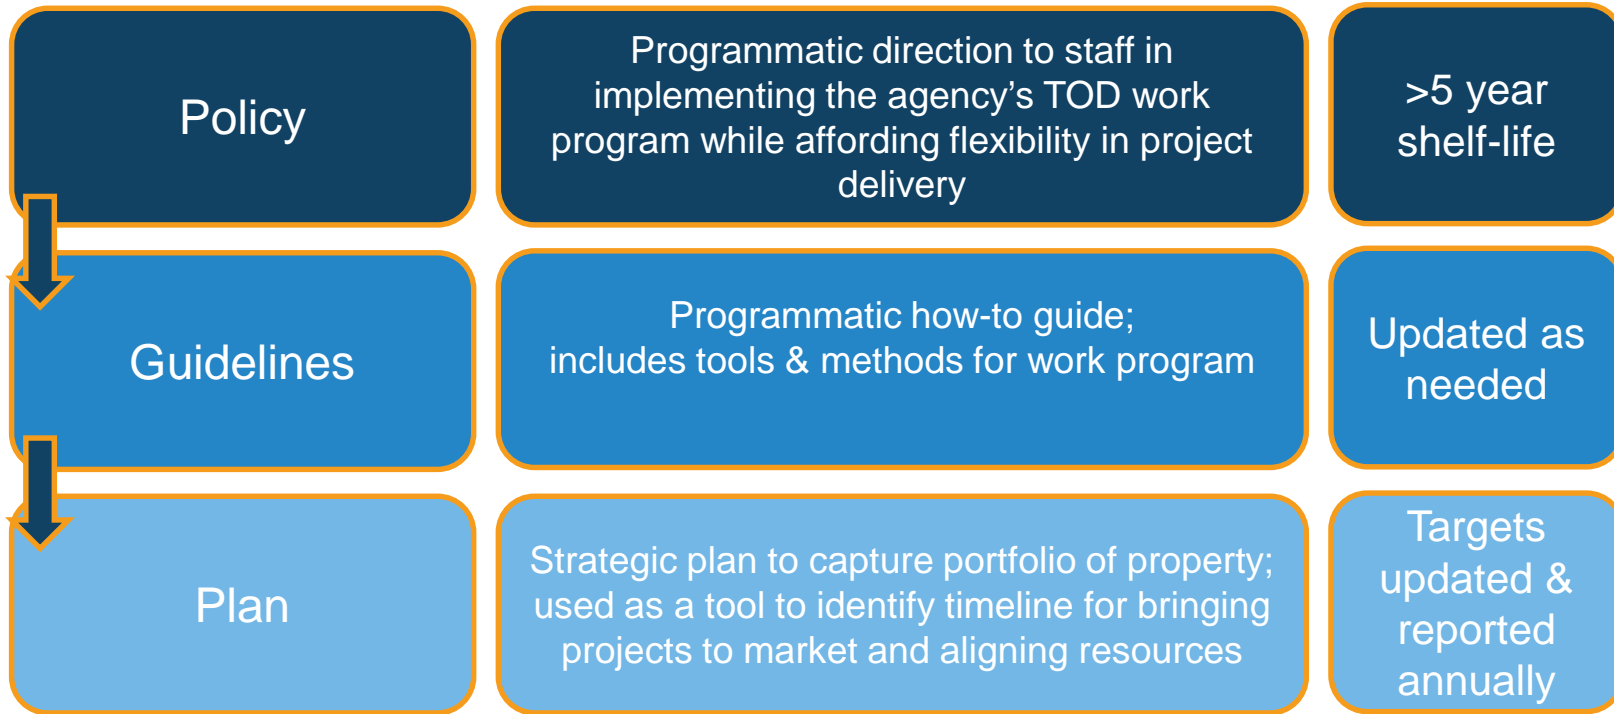 Policy
Programmatic direction to staff in
implementing the agency’s TOD work
program while affording flexibility in project
delivery
>5 year
shelf-life
Guidelines
Programmatic how-to guide;
includes tools & methods for work program
Updated as
needed
Plan
Strategic plan to capture portfolio of property;
used as a tool to identify timeline for bringing
projects to market and aligning resources
Targets
updated &
reported
annually